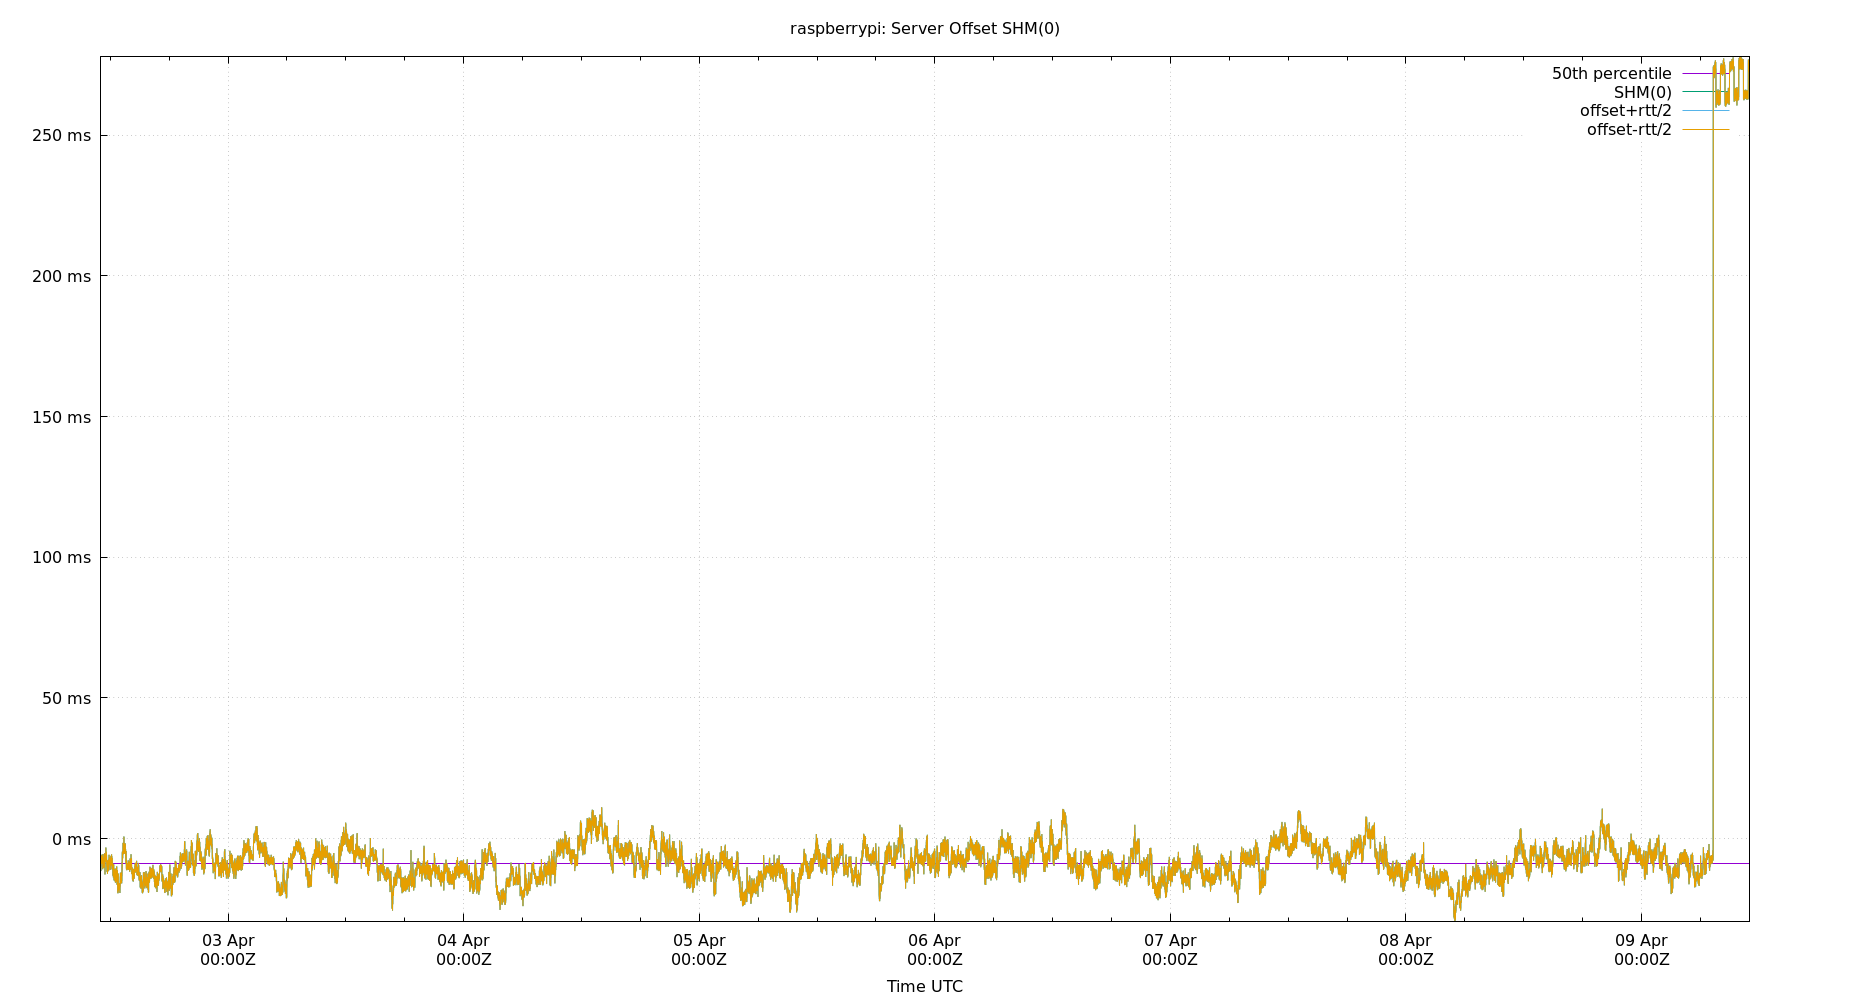 raspberrypi: Server Offset SHM(0)
50th percentile
SHM(0)
offset+rtt/2
offset-rtt/2
250 ms
200 ms
150 ms
100 ms
50 ms
0 ms
03 Apr 04 Apr 05 Apr 06 Apr 07 Apr 08 Apr 09 Apr
00:00Z 00:00Z 00:00Z 00:00Z 00:00Z 00:00Z 00:00Z
Time UTC